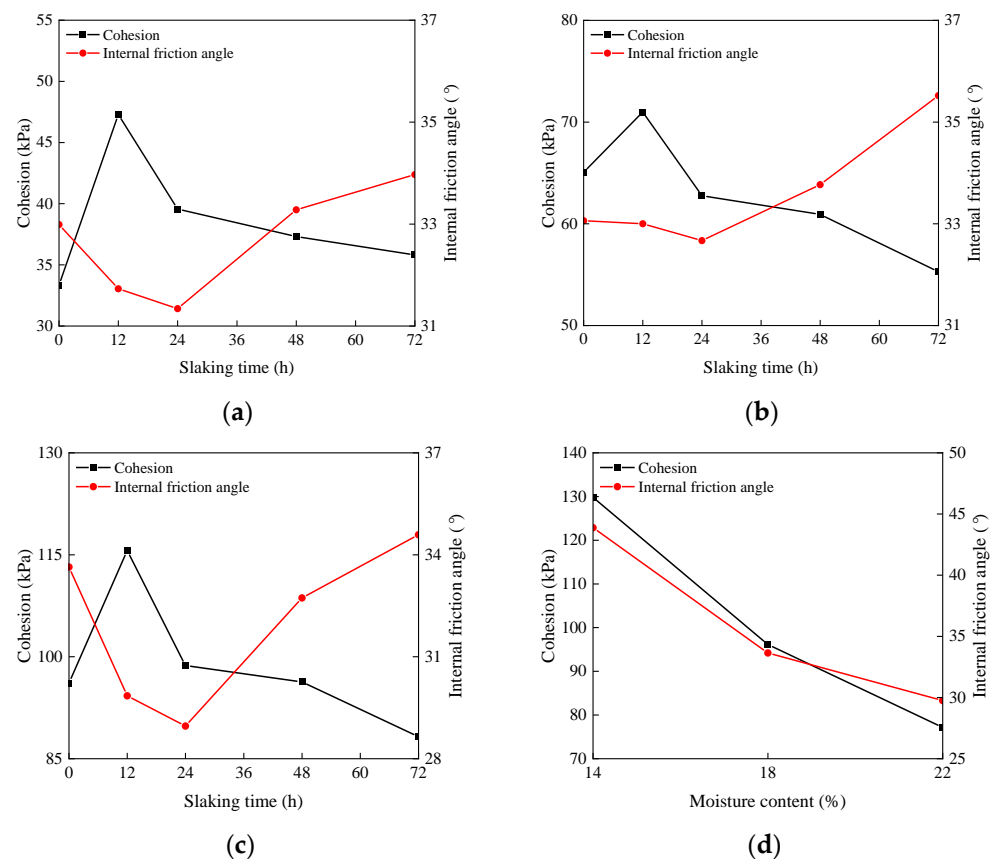 55
50
45
40
35
30
37
35
33
31
0 12 24 36 48 60 72
Cohesion
Internal friction angle
Cohesion (kPa)
Internal friction angle (°)
Slaking time (h)
(a)
80
70
60
50
37
35
33
31
0 12 24 36 48 60 72
Cohesion
Internal friction angle
Cohesion (kPa)
Internal friction angle (°)
Slaking time (h)
(b)
130
115
100
85
37
34
31
28
0 12 24 36 48 60 72
Cohesion
Internal friction angle
Cohesion (kPa)
Internal friction angle (°)
Slaking time (h)
(c)
140
130
120
110
100
90
80
70
50
45
40
35
30
25
14 18 22
Cohesion
Internal friction angle
Cohesion (kPa)
Internal friction angle (°)
Moisture content (%)
(d)